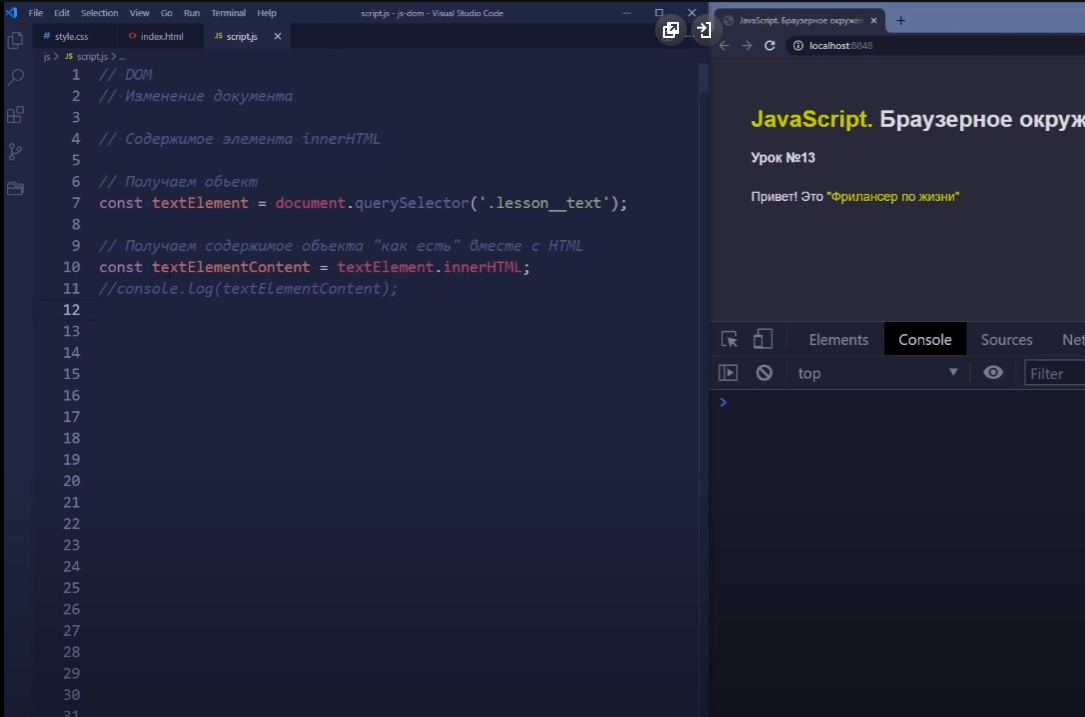 File Edit Selection View Go Run Terminal Help
script.js - js-dom - Visual Studio Code
# style.css
index.html
JS script.js
js > JS script.js > ...
1 // DOM
2 // Изменение документа
3
4 // Содержимое элемента innerHTML
5
6 // Получаем объект
7 const textElement = document.querySelector('.lesson__text');
8
9 // Получаем содержимое объекта "как есть" вместе с HTML
10 const textElementContent = textElement.innerHTML;
11 //console.log(textElementContent);
12
13
14
15
16
17
18
19
20
21
22
23
24
25
26
27
28
29
30
31
JavaScript. Браузерное окружен
localhost:8848
JavaScript. Браузерное окруж
Урок №13
Привет! Это "Фрилансер по жизни"
Elements Console Sources Net
top
Filter